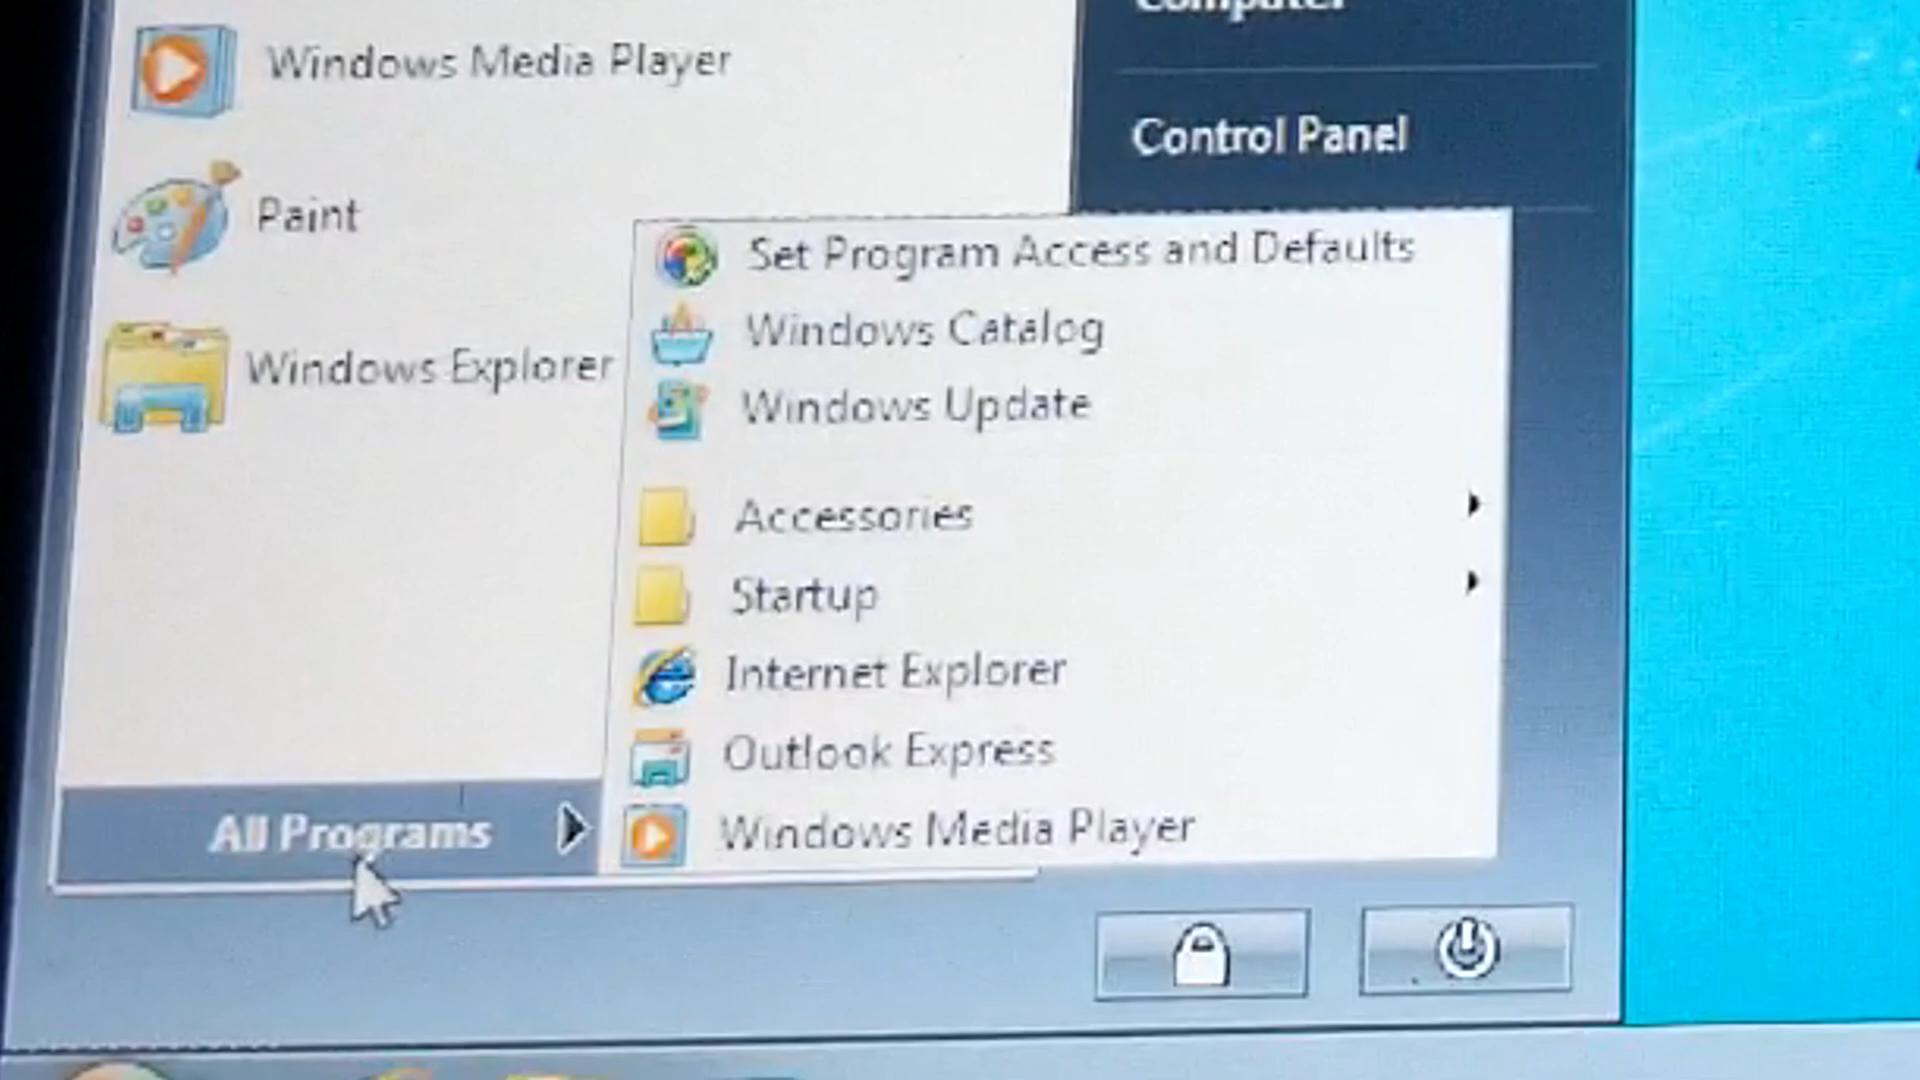 Computer
Windows Media Player
Control Panel
Paint
Set Program Access and Defaults
Windows Catalog
Windows Explorer
Windows Update
Accessories
Startup
Internet Explorer
Outlook Express
All Programs
Windows Media Player